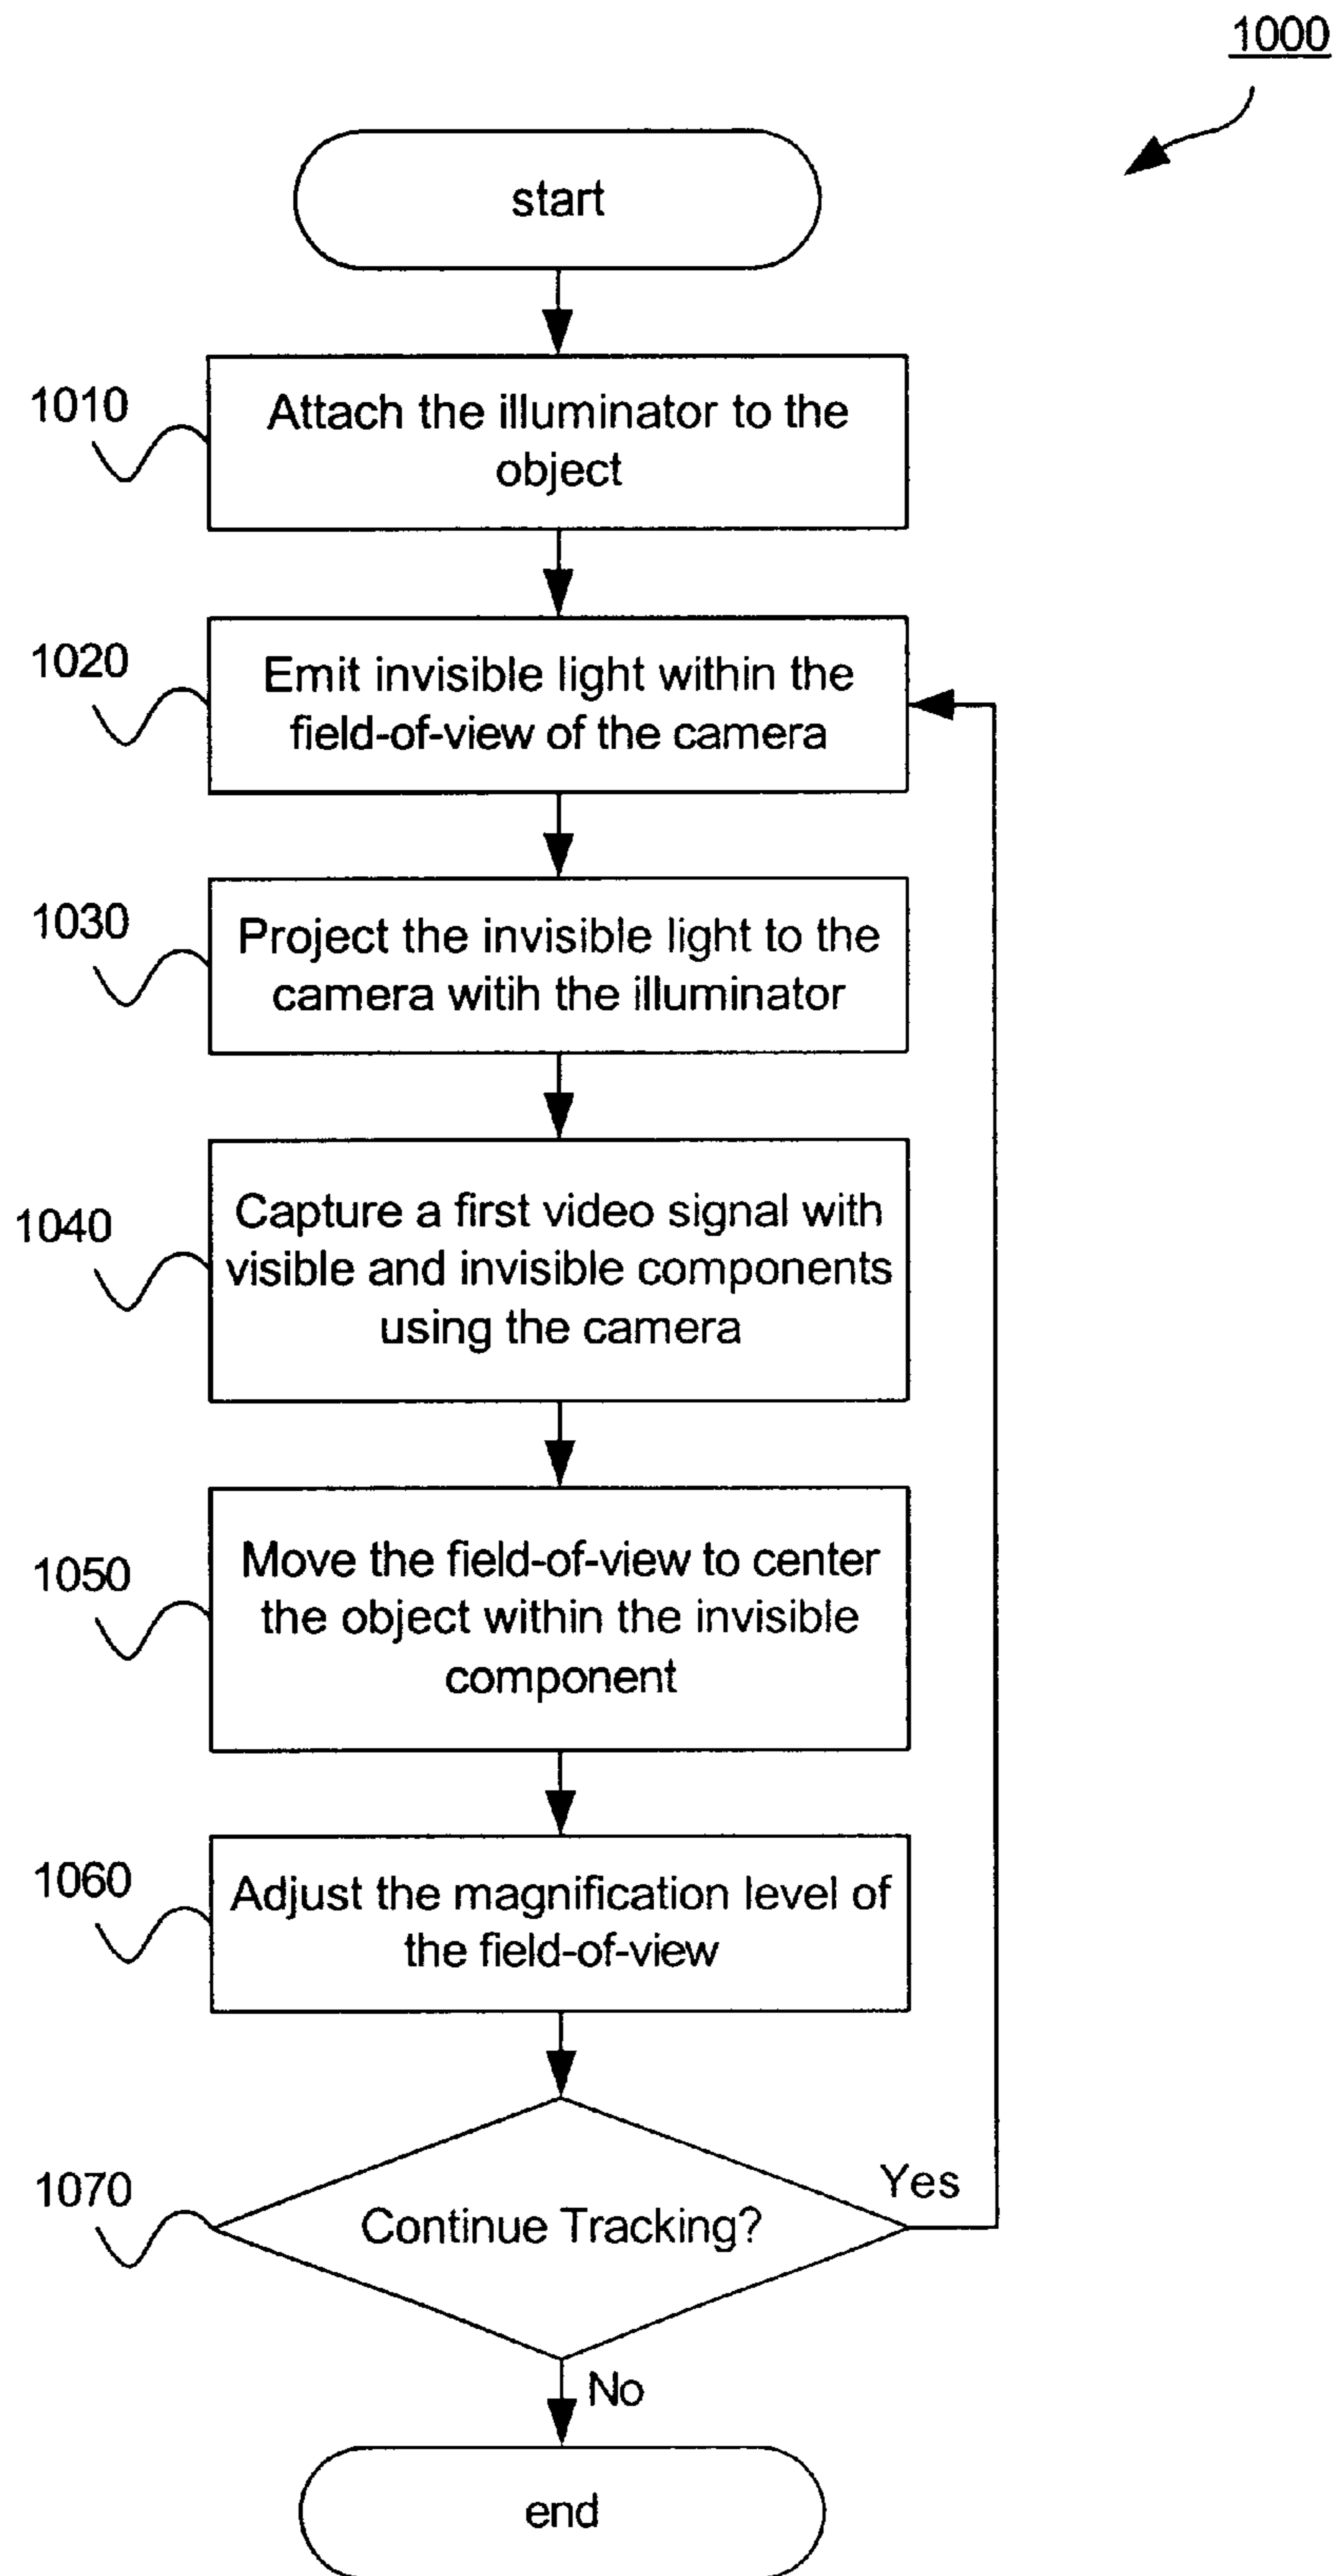 1000
start
1010
Attach the illuminator to the
object
1020
Emit invisible light within the
field-of-view of the camera
1030
Project the invisible light to the
camera witih the illuminator
1040
Capture a first video signal with
visible and invisible components
using the camera
1050
Move the field-of-view to center
the object within the invisible
component
1060
Adjust the magnification level of
the field-of-view
1070
Continue Tracking?
Yes
No
end